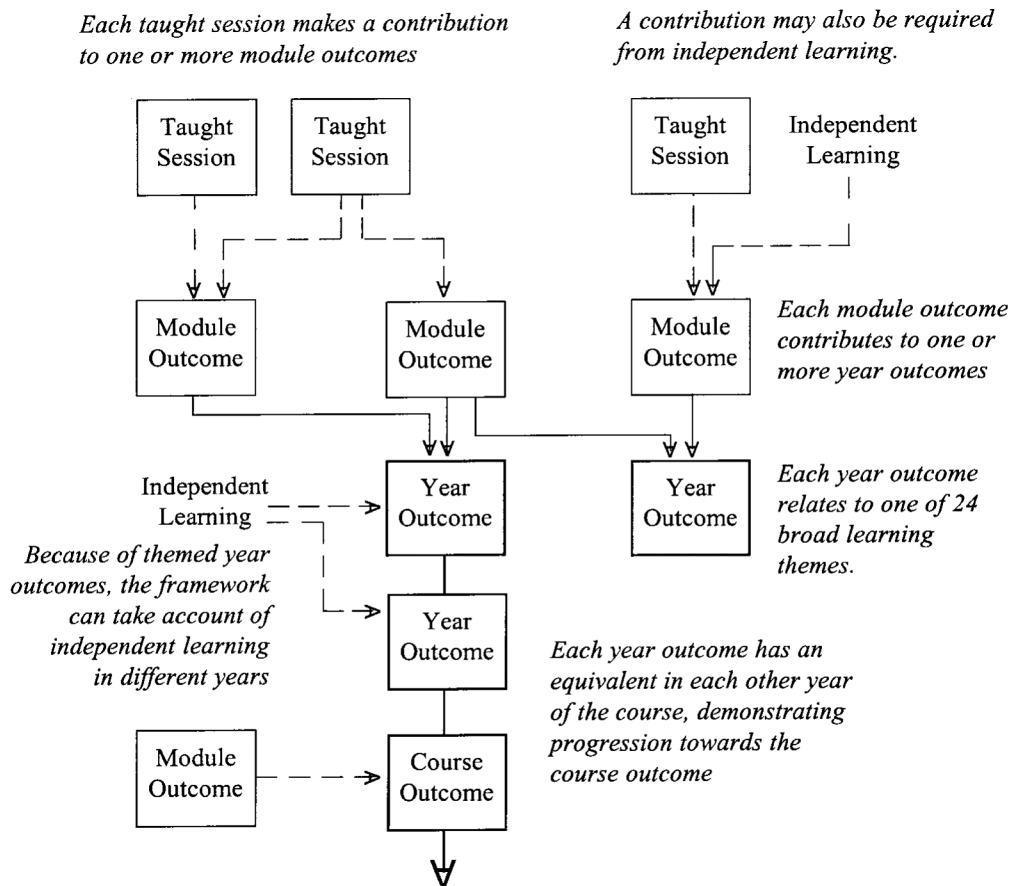 Each taught session makes a contribution
to one or more module outcomes
A contribution may also be required
from independent learning.
Taught
Session
Taught
Session
Taught
Session
Independent
Learning
Module
Outcome
Module
Outcome
Module
Outcome
Each module outcome
contributes to one or
more year outcomes
Independent
Learning
Year
Outcome
Year
Outcome
Each year outcome
relates to one of 24
broad learning
themes.
Because of themed year
outcomes, the framework
can take account of
independent learning
in different years
Year
Outcome
Each year outcome has an
equivalent in each other year
of the course, demonstrating
progression towards the
course outcome
Module
Outcome
Course
Outcome